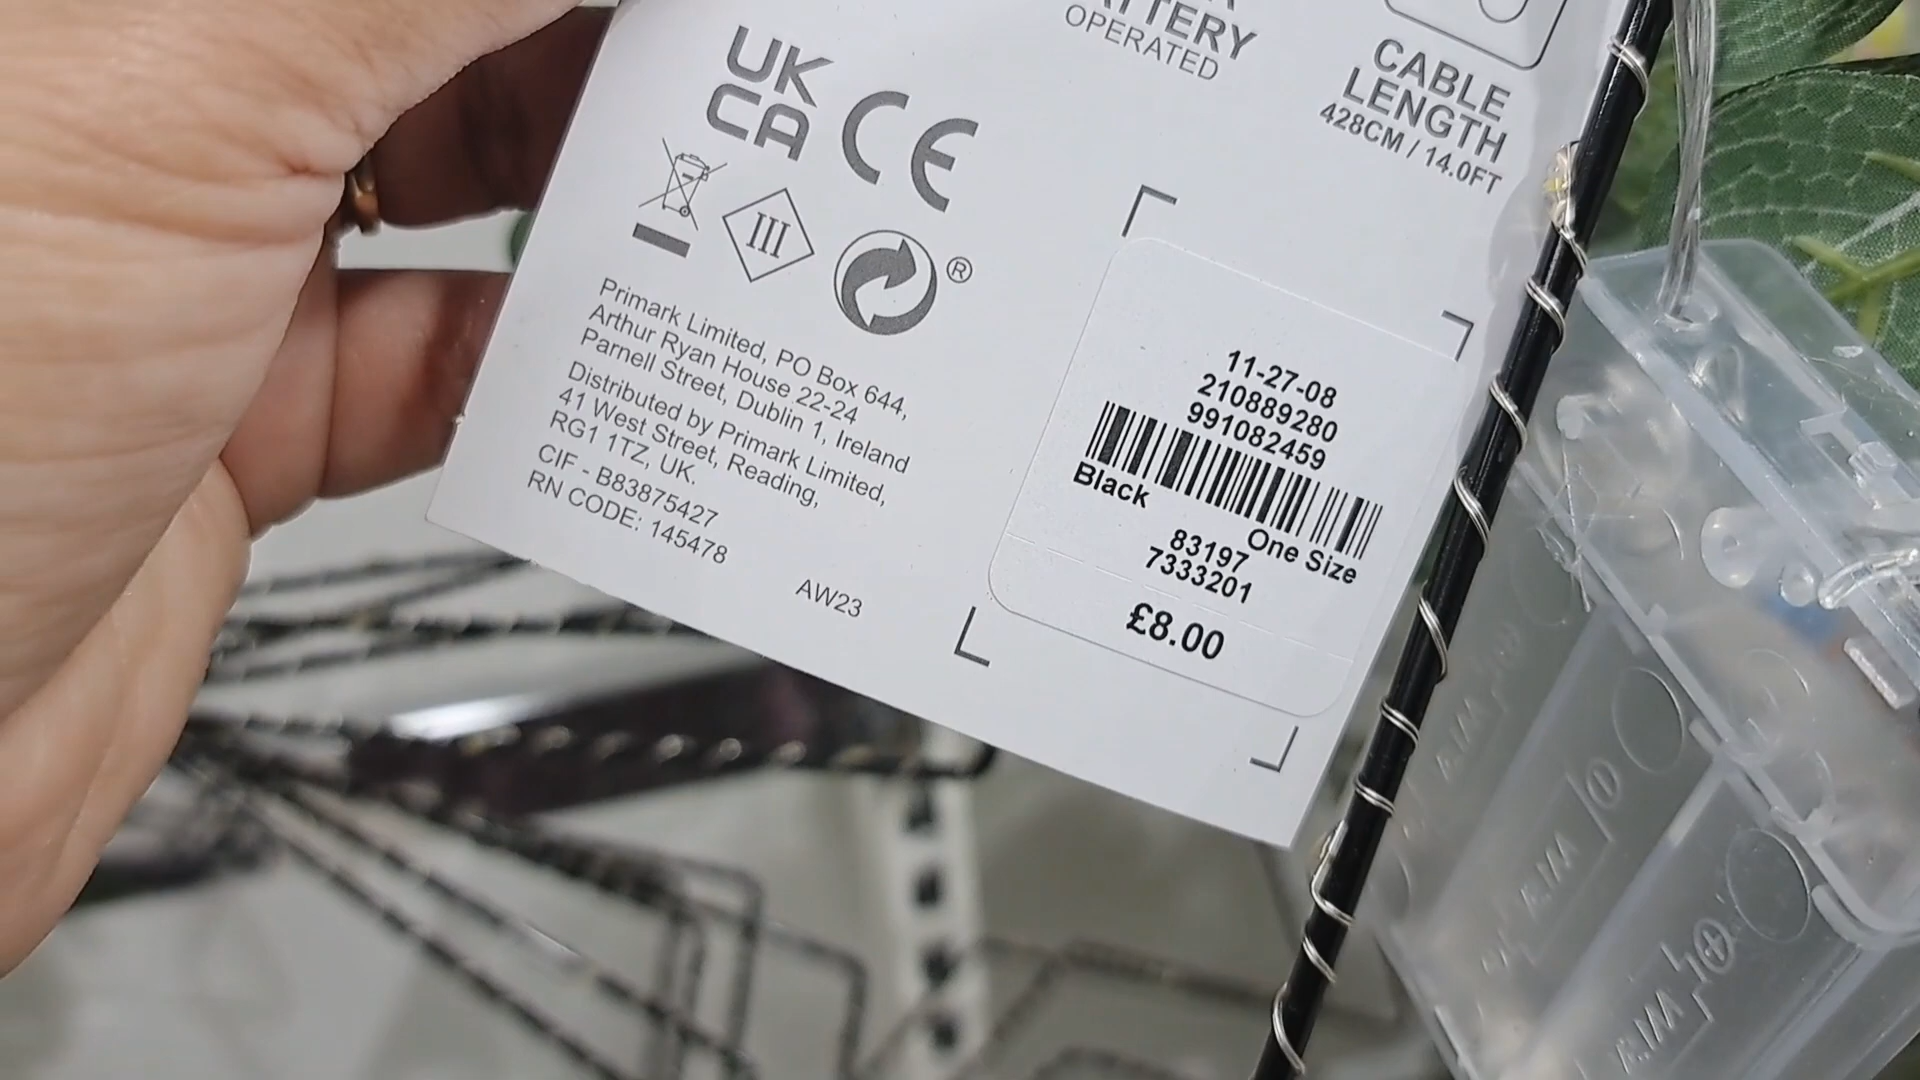 OPERATED
CABLE
LENGTH
428CM / 14.0FT
UK
CA CE
III
®
Primark Limited, PO Box 644,
Arthur Ryan House 22-24
Parnell Street, Dublin 1, Ireland
Distributed by Primark Limited,
41 West Street, Reading,
RG1 1TZ, UK.
CIF - B83875427
RN CODE: 145478
AW23
11-27-08
210889280
991082459
Black
One Size
83197
7333201
£8.00